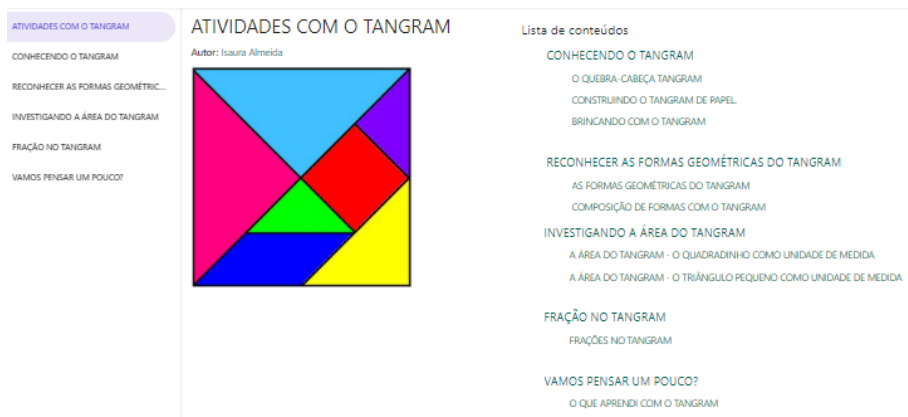 ATIVIDADES COM O TANGRAM
CONHECENDO O TANGRAM
RECONHECER AS FORMAS GEOMÉTRIC...
INVESTIGANDO A ÁREA DO TANGRAM
FRAÇÃO NO TANGRAM
VAMOS PENSAR UM POUCO?
ATIVIDADES COM O TANGRAM
Autor: Isaura Almeida
Lista de conteúdos
CONHECENDO O TANGRAM
O QUEBRA-CABEÇA TANGRAM
CONSTRUINDO O TANGRAM DE PAPEL.
BRINCANDO COM O TANGRAM
RECONHECER AS FORMAS GEOMÉTRICAS DO TANGRAM
AS FORMAS GEOMÉTRICAS DO TANGRAM
COMPOSIÇÃO DE FORMAS COM O TANGRAM
INVESTIGANDO A ÁREA DO TANGRAM
A ÁREA DO TANGRAM - O QUADRADINHO COMO UNIDADE DE MEDIDA
A ÁREA DO TANGRAM - O TRIÂNGULO PEQUENO COMO UNIDADE DE MEDIDA
FRAÇÃO NO TANGRAM
FRAÇÕES NO TANGRAM
VAMOS PENSAR UM POUCO?
O QUE APRENDI COM O TANGRAM